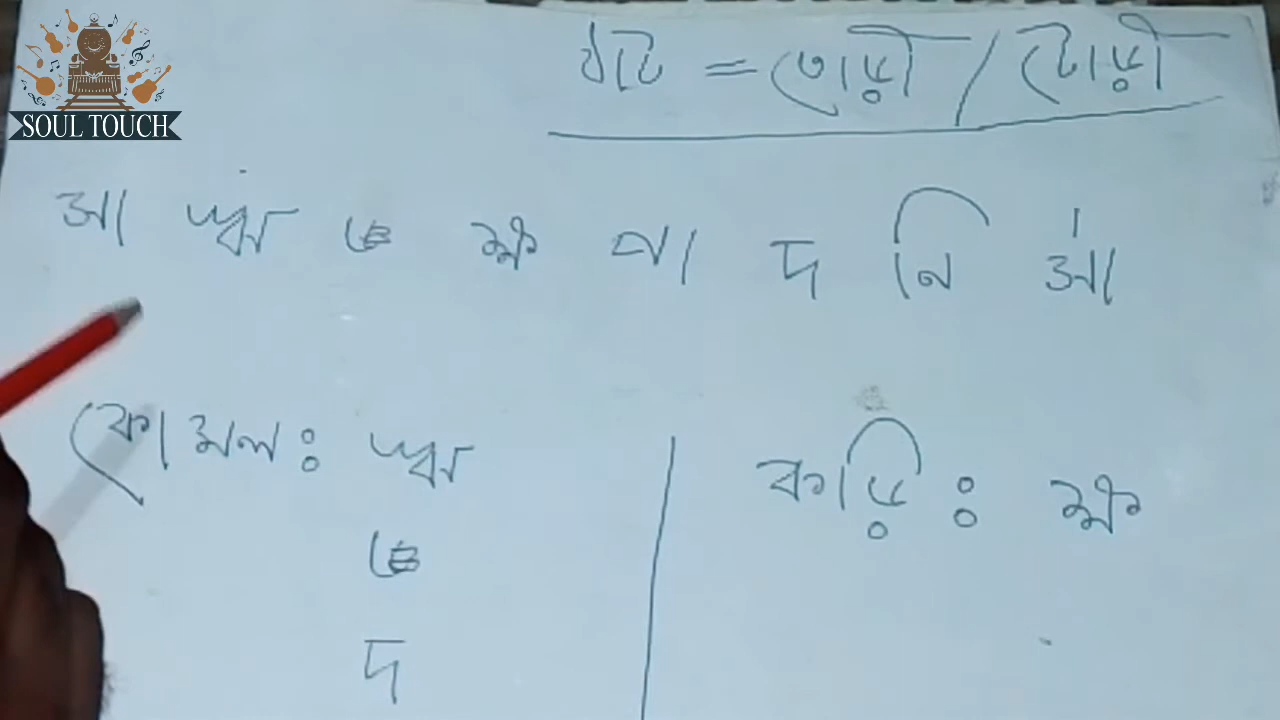 SOUL TOUCH
ঠাট = তোড়ী / টোড়ী
সা ঋ জ্ঞ ক্ষ পা দ নি র্সা
কোমল: ঋ
জ্ঞ
দ
কড়ি: ক্ষ